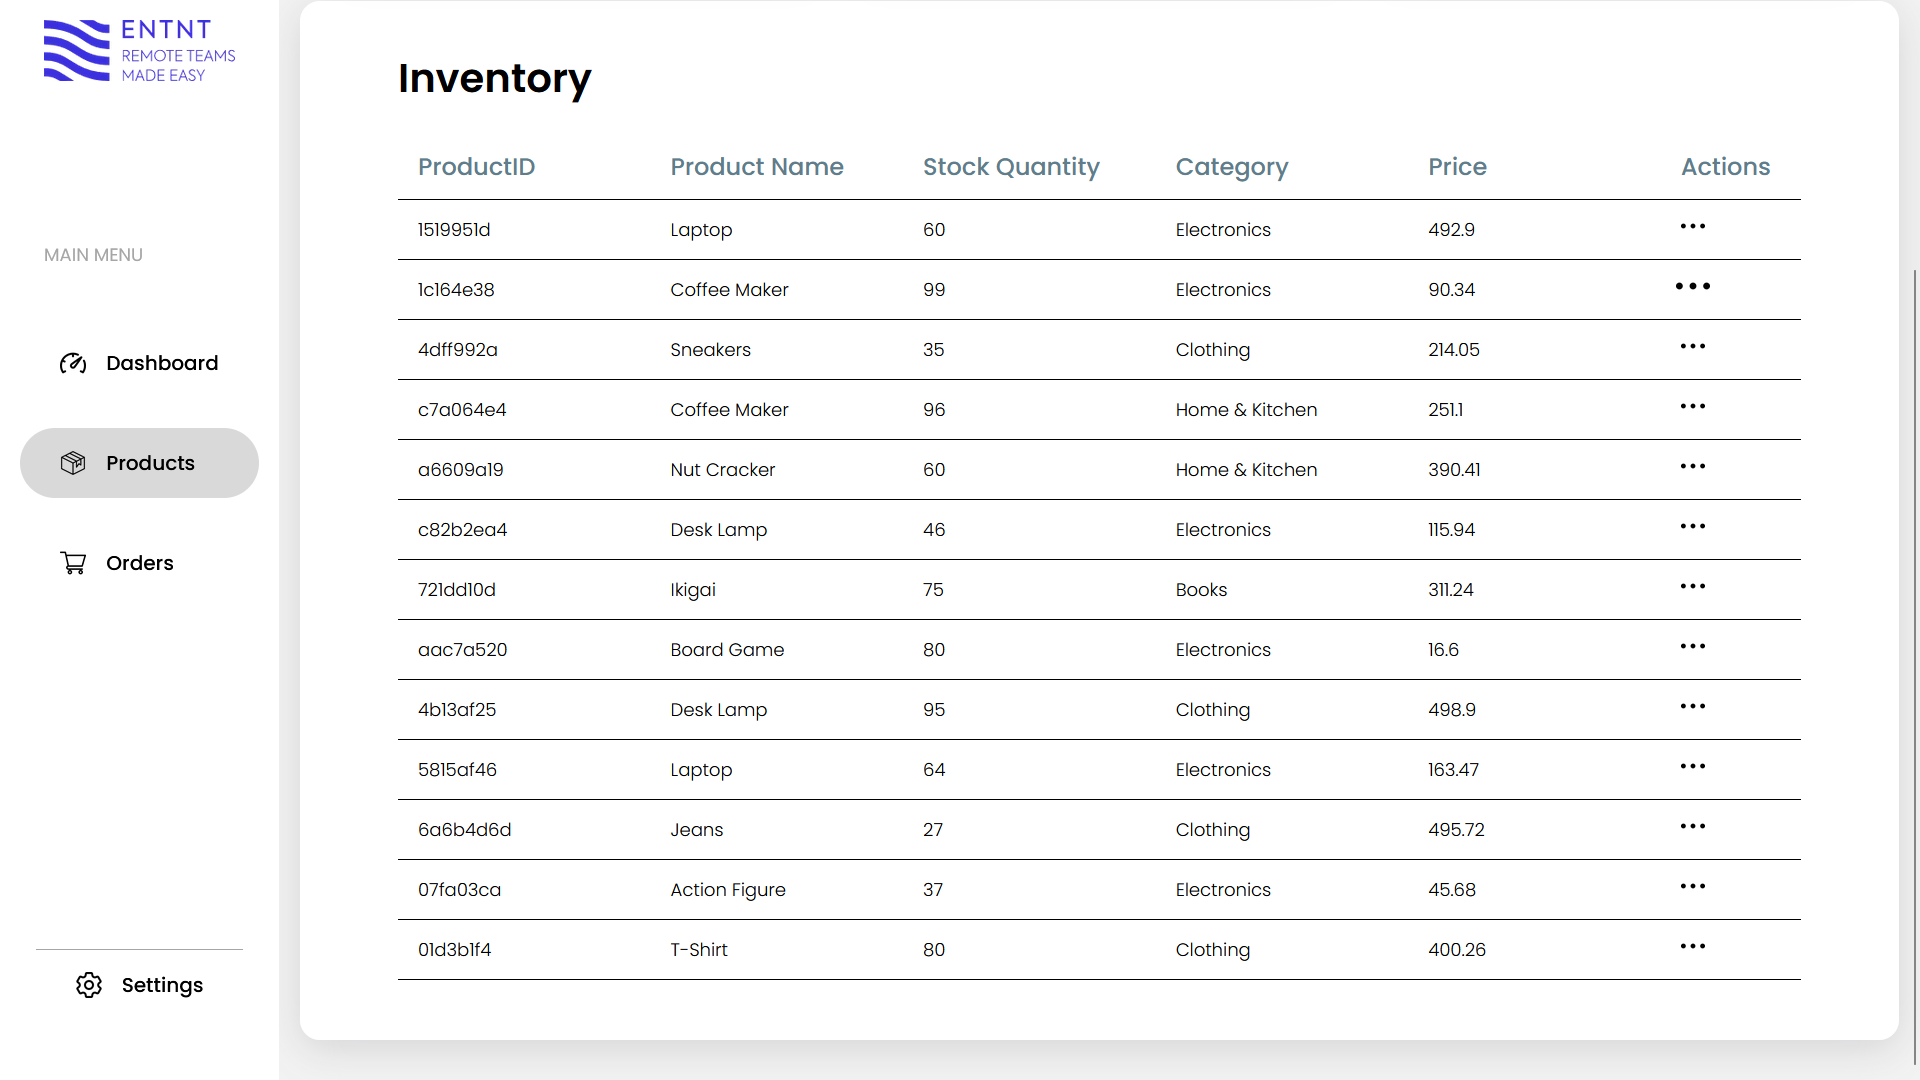 ENTNT
REMOTE TEAMS
MADE EASY
MAIN MENU
Dashboard
Products
Orders
Settings
Inventory
ProductID Product Name Stock Quantity Category Price Actions
1519951d Laptop 60 Electronics 492.9 •••
1c164e38 Coffee Maker 99 Electronics 90.34 •••
4dff992a Sneakers 35 Clothing 214.05 •••
c7a064e4 Coffee Maker 96 Home & Kitchen 251.1 •••
a6609a19 Nut Cracker 60 Home & Kitchen 390.41 •••
c82b2ea4 Desk Lamp 46 Electronics 115.94 •••
721dd10d Ikigai 75 Books 311.24 •••
aac7a520 Board Game 80 Electronics 16.6 •••
4b13af25 Desk Lamp 95 Clothing 498.9 •••
5815af46 Laptop 64 Electronics 163.47 •••
6a6b4d6d Jeans 27 Clothing 495.72 •••
07fa03ca Action Figure 37 Electronics 45.68 •••
01d3b1f4 T-Shirt 80 Clothing 400.26 •••